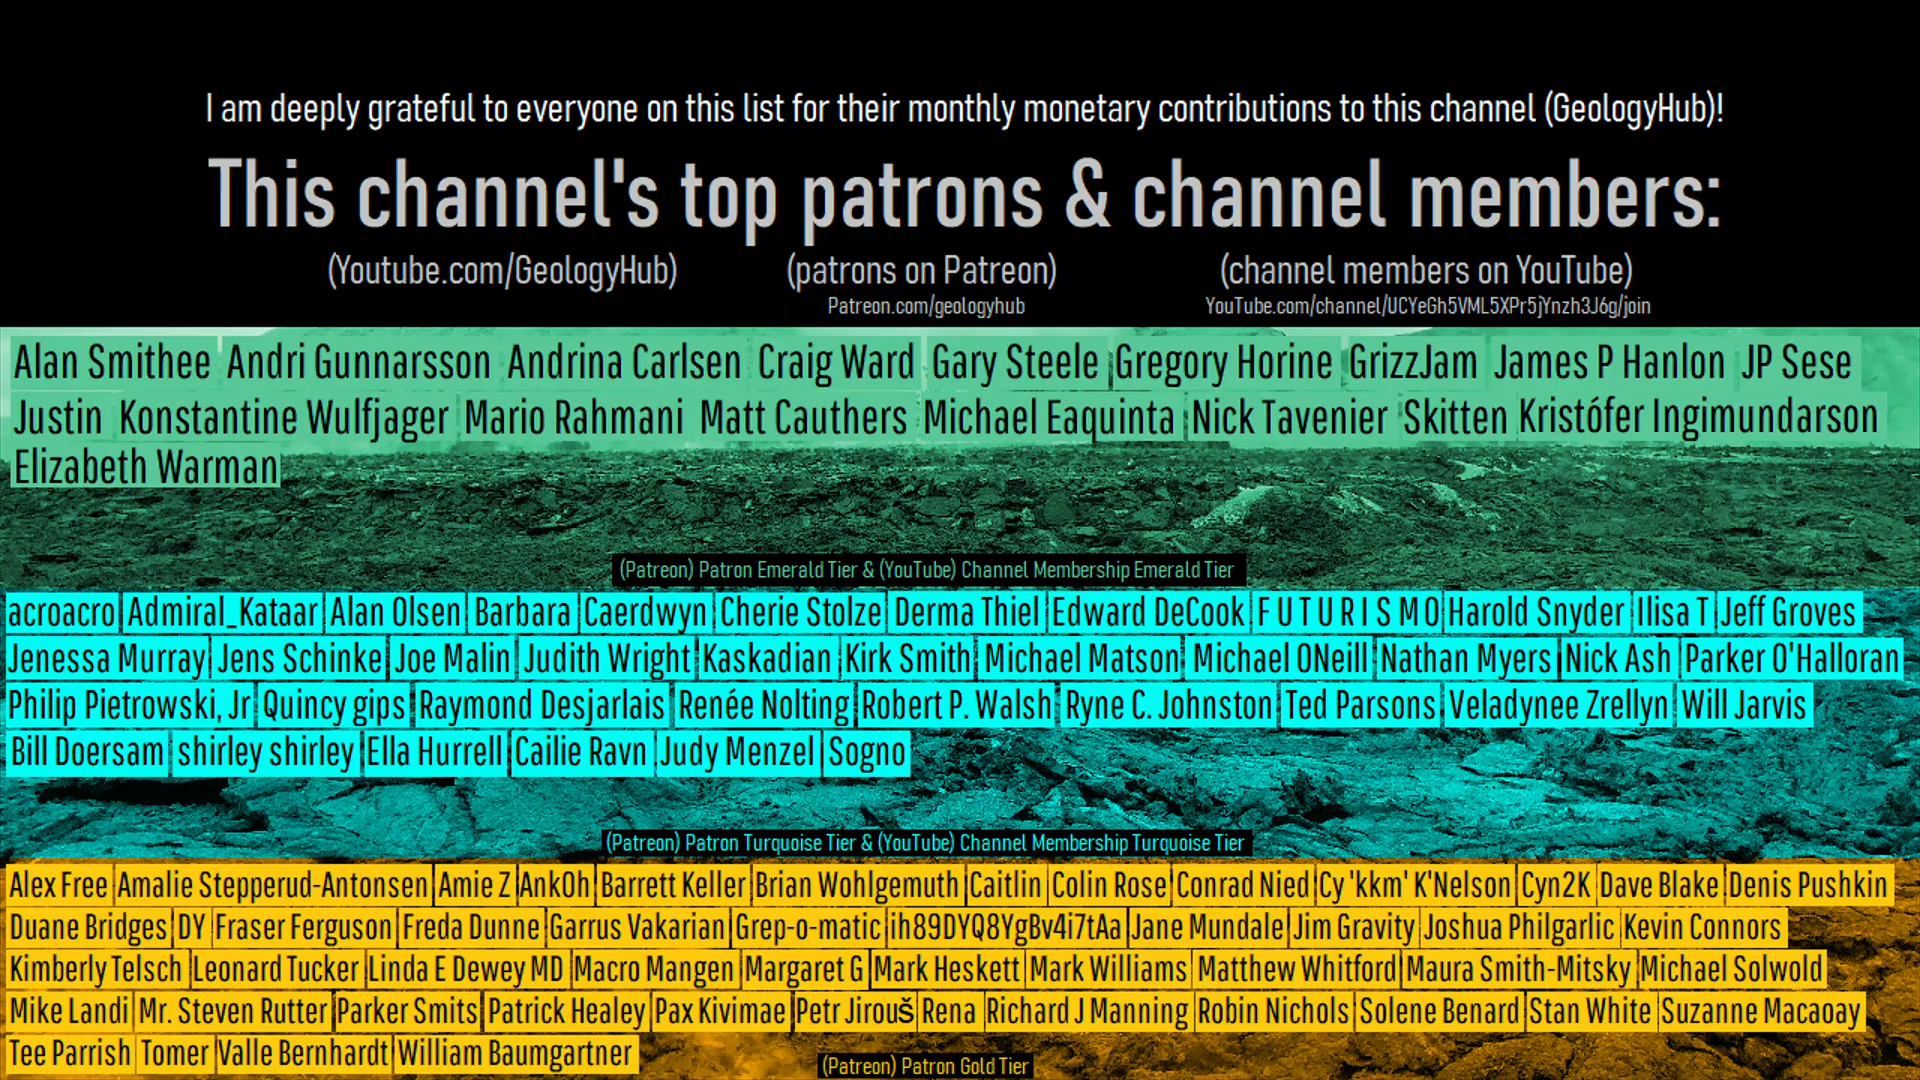 I am deeply grateful to everyone on this list for their monthly monetary contributions to this channel (GeologyHub)!
This channel's top patrons & channel members:
(Youtube.com/GeologyHub) (patrons on Patreon) (channel members on YouTube)
Patreon.com/geologyhub YouTube.com/channel/UCYeGh5VML5XPr5jYnzh3J6g/join
Alan Smithee Andri Gunnarsson Andrina Carlsen Craig Ward Gary Steele Gregory Horine GrizzJam James P Hanlon JP Sese
Justin Konstantine Wulfjager Mario Rahmani Matt Cauthers Michael Eaquinta Nick Tavenier Skitten Kristófer Ingimundarson
Elizabeth Warman
(Patreon) Patron Emerald Tier & (YouTube) Channel Membership Emerald Tier
acroacro Admiral_Kataar Alan Olsen Barbara Caerdwyn Cherie Stolze Derma Thiel Edward DeCook F U T U R I S M O Harold Snyder Ilisa T Jeff Groves
Jenessa Murray Jens Schinke Joe Malin Judith Wright Kaskadian Kirk Smith Michael Matson Michael ONeill Nathan Myers Nick Ash Parker O'Halloran
Philip Pietrowski, Jr Quincy gips Raymond Desjarlais Renée Nolting Robert P. Walsh Ryne C. Johnston Ted Parsons Veladynee Zrellyn Will Jarvis
Bill Doersam shirley shirley Ella Hurrell Cailie Ravn Judy Menzel Sogno
(Patreon) Patron Turquoise Tier & (YouTube) Channel Membership Turquoise Tier
Alex Free Amalie Stepperud-Antonsen Amie Z AnkOh Barrett Keller Brian Wohlgemuth Caitlin Colin Rose Conrad Nied Cy 'kkm' K'Nelson Cyn2K Dave Blake Denis Pushkin
Duane Bridges DY Fraser Ferguson Freda Dunne Garrus Vakarian Grep-o-matic ih89DYQ8YgBv4i7tAa Jane Mundale Jim Gravity Joshua Philgarlic Kevin Connors
Kimberly Telsch Leonard Tucker Linda E Dewey MD Macro Mangen Margaret G Mark Heskett Mark Williams Matthew Whitford Maura Smith-Mitsky Michael Solwold
Mike Landi Mr. Steven Rutter Parker Smits Patrick Healey Pax Kivimae Petr Jirouš Rena Richard J Manning Robin Nichols Solene Benard Stan White Suzanne Macaoay
Tee Parrish Tomer Valle Bernhardt William Baumgartner
(Patreon) Patron Gold Tier